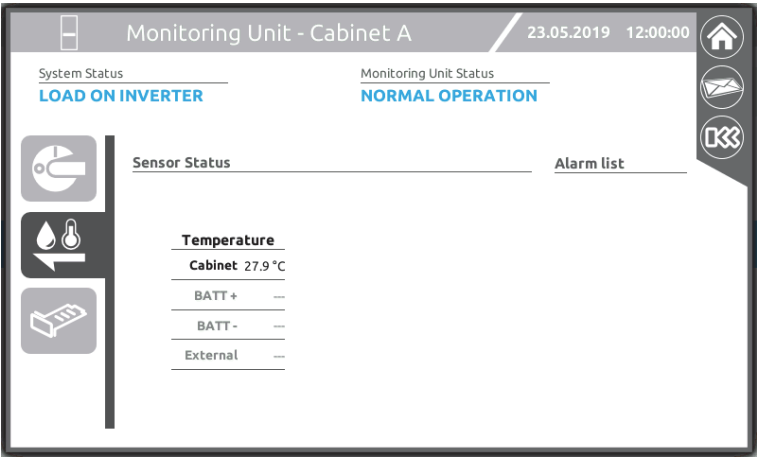 Monitoring Unit - Cabinet A
23.05.2019 12:00:00
System Status
LOAD ON INVERTER
Monitoring Unit Status
NORMAL OPERATION
Sensor Status
Alarm list
Temperature
Cabinet 27.9 °C
BATT + ---
BATT - ---
External ---